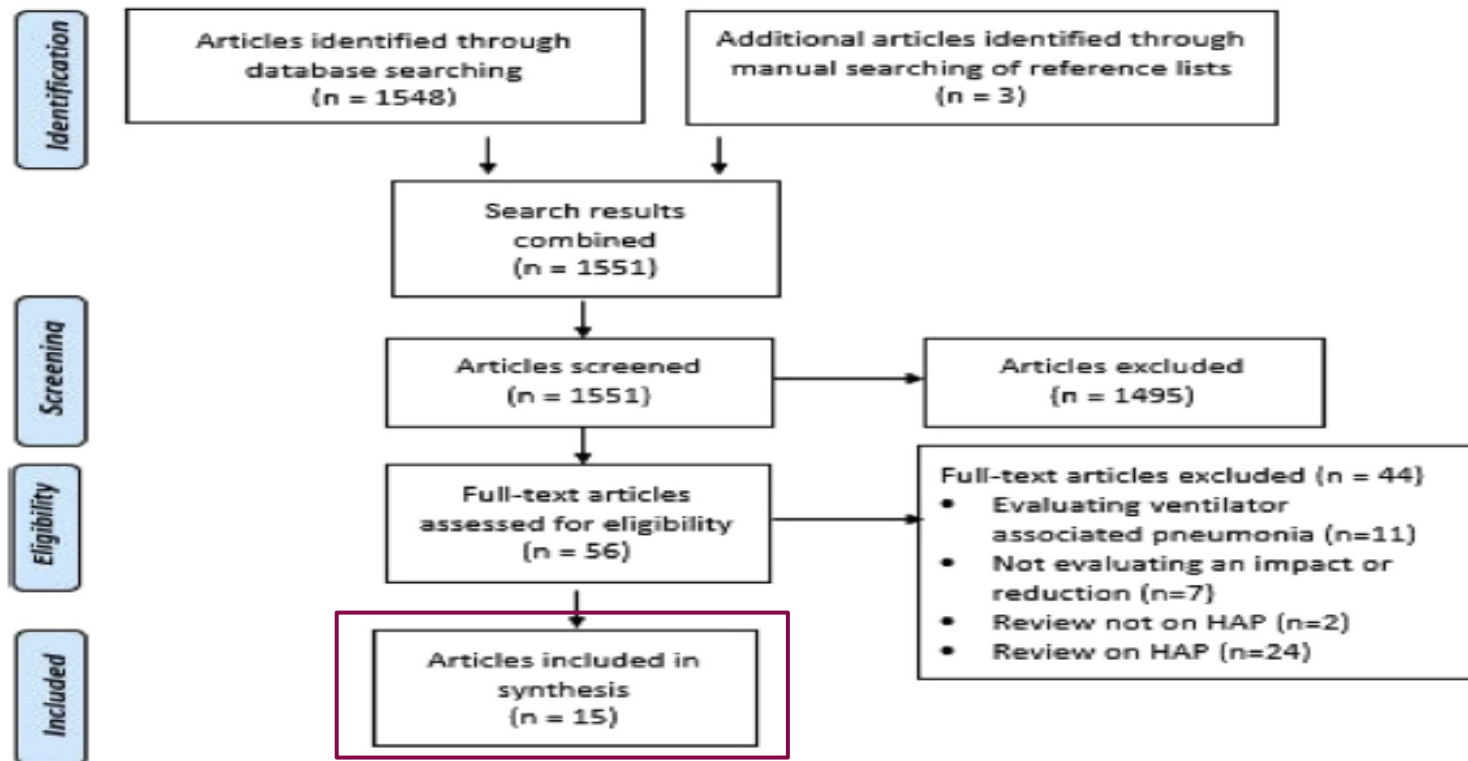 Identification
Articles identified through
database searching
(n = 1548)
Additional articles identified through
manual searching of reference lists
(n = 3)
Search results
combined
(n = 1551}
Screening
Articles screened
(n = 1551}
Articles excluded
(n = 1495)
Eligibility
Full-text articles
assessed for eligibility
(n = 56)
Full-text articles excluded (n = 44}
• Evaluating ventilator
associated pneumonia (n=11)
• Not evaluating an impact or
reduction (n=7}
• Review not on HAP (n=2)
• Review on HAP (n=24)
Included
Articles included in
synthesis
(n = 15)